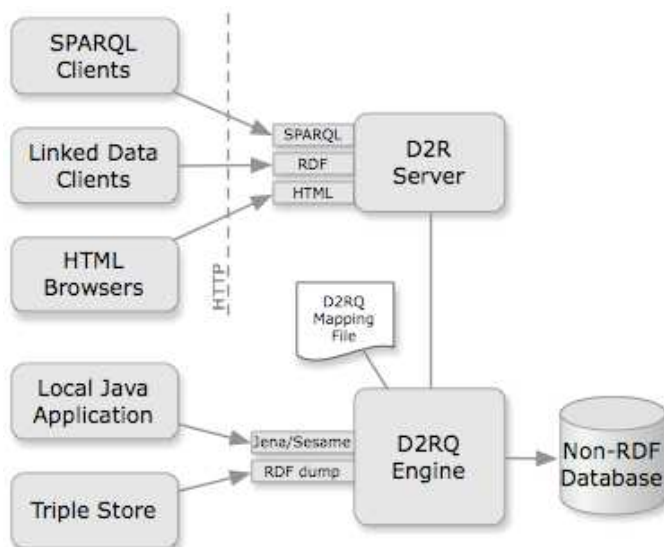 SPARQL
Clients
Linked Data
Clients
HTML
Browsers
HTTP
SPARQL
RDF
HTML
D2R
Server
D2RQ
Mapping
File
Local Java
Application
Triple Store
Jena/Sesame
RDF dump
D2RQ
Engine
Non-RDF
Database